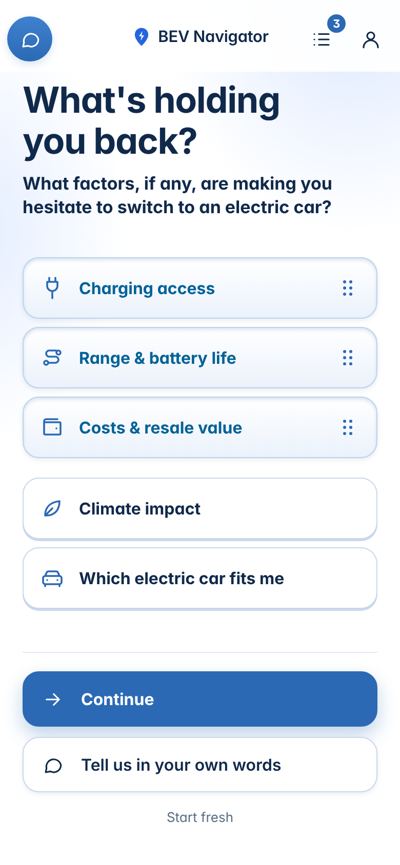 BEV Navigator
3
What's holding
you back?
What factors, if any, are making you
hesitate to switch to an electric car?
Charging access
Range & battery life
Costs & resale value
Climate impact
Which electric car fits me
Continue
Tell us in your own words
Start fresh